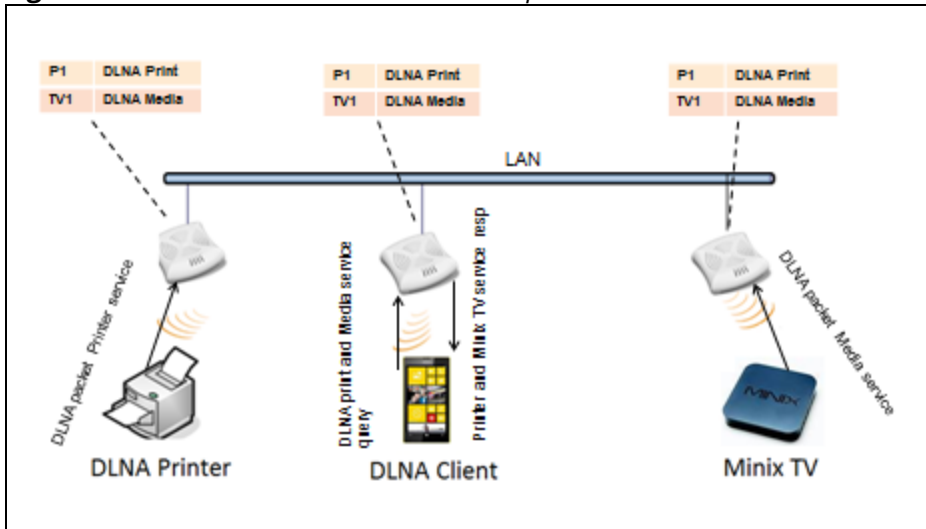 P1 DLNA Print
TV1 DLNA Media
P1 DLNA Print
TV1 DLNA Media
P1 DLNA Print
TV1 DLNA Media
LAN
DLNA packet Printer service
DLNA print and Media service
query
Printer and Minix TV service resp
DLNA packet Media service
MINIX
DLNA Printer
DLNA Client
Minix TV